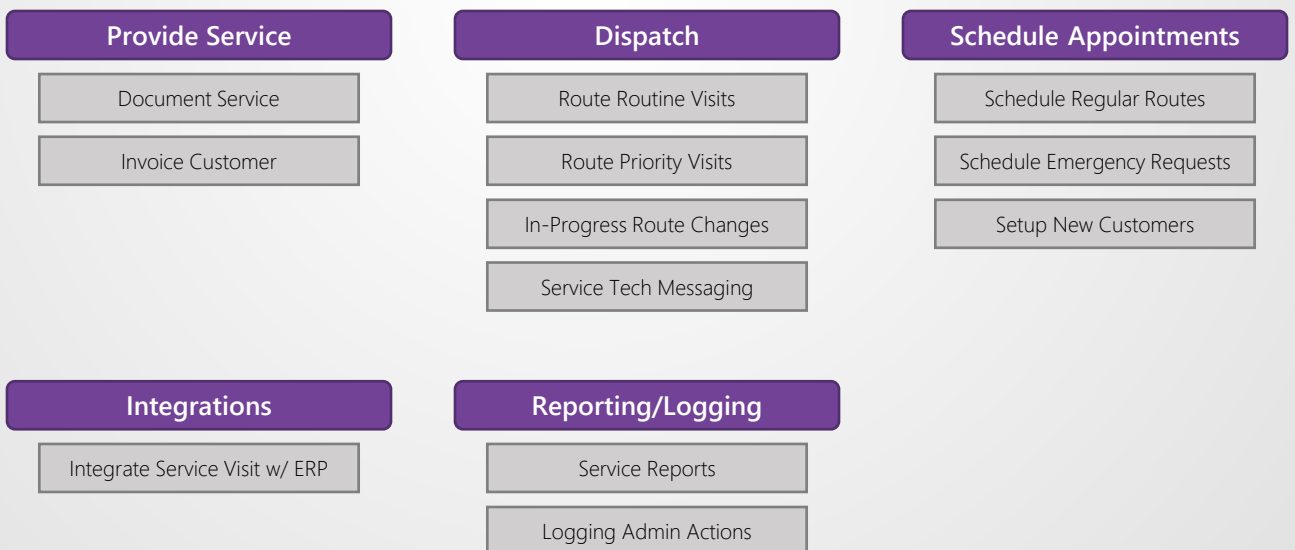 Provide Service
Document Service
Invoice Customer
Dispatch
Route Routine Visits
Route Priority Visits
In-Progress Route Changes
Service Tech Messaging
Schedule Appointments
Schedule Regular Routes
Schedule Emergency Requests
Setup New Customers
Integrations
Integrate Service Visit w/ ERP
Reporting/Logging
Service Reports
Logging Admin Actions